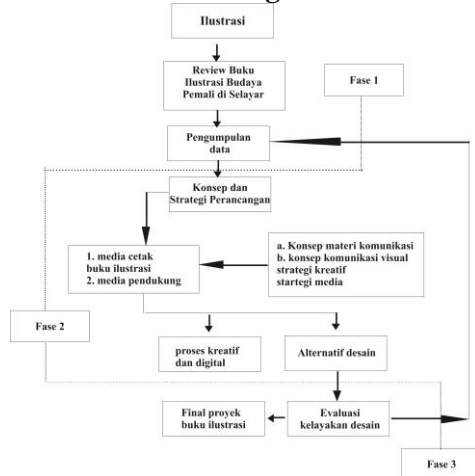 Ilustrasi
Review Buku
Ilustrasi Budaya
Pemali di Selayar
Fase 1
Pengumpulan
data
Konsep dan
Strategi Perancangan
1. media cetak
buku ilustrasi
2. media pendukung
a. Konsep materi komunikasi
b. konsep komunikasi visual
strategi kreatif
startegi media
Fase 2
proses kreatif
dan digital
Alternatif desain
Final proyek
buku ilustrasi
Evaluasi
kelayakan desain
Fase 3